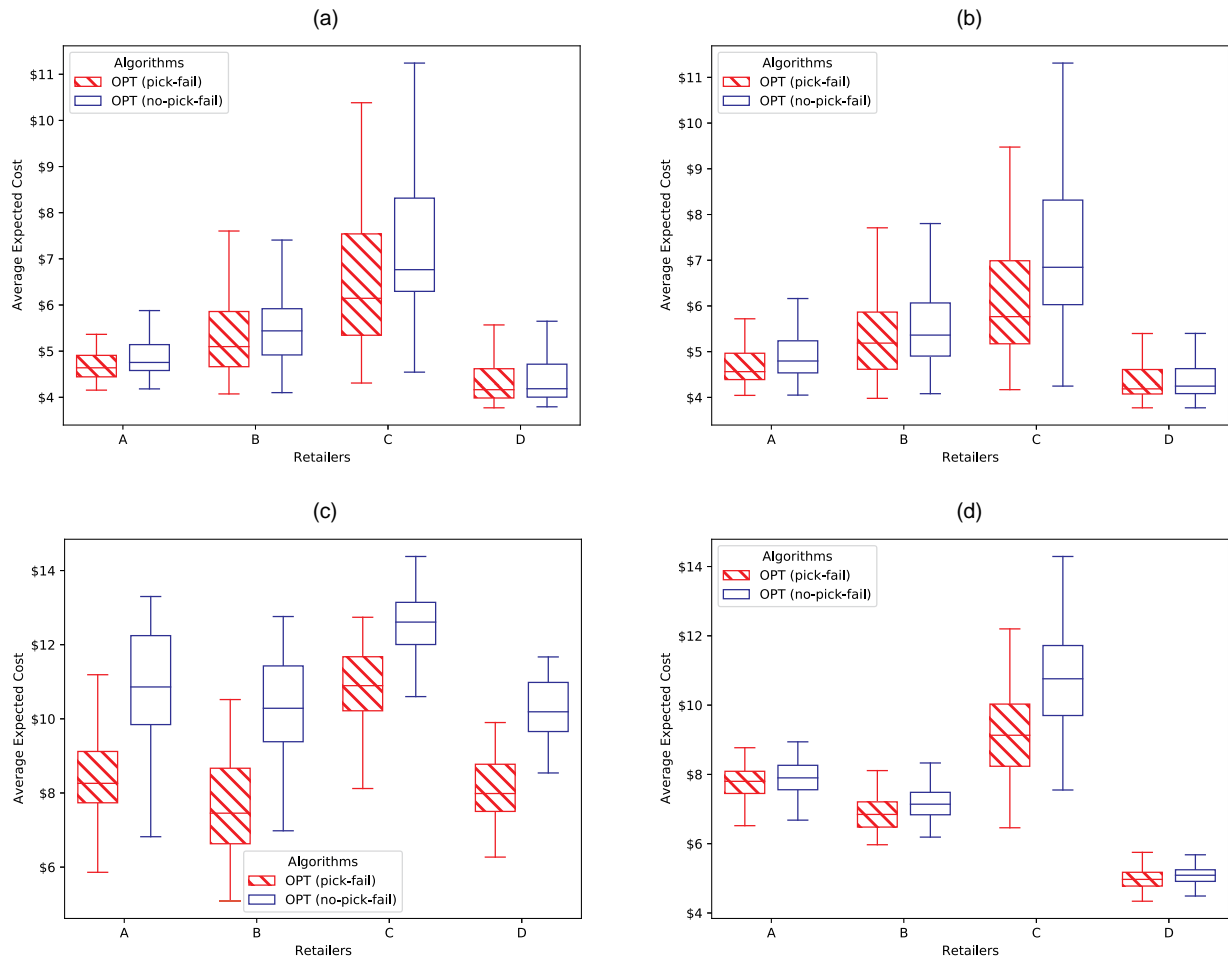 (a)
Algorithms
OPT (pick-fail)
OPT (no-pick-fail)
$11
$10
$9
$8
$7
$6
$5
$4
Average Expected Cost
A B C D
Retailers
(b)
Algorithms
OPT (pick-fail)
OPT (no-pick-fail)
$11
$10
$9
$8
$7
$6
$5
$4
Average Expected Cost
A B C D
Retailers
(c)
$14
$12
$10
$8
$6
Average Expected Cost
Algorithms
OPT (pick-fail)
OPT (no-pick-fail)
A B C D
Retailers
(d)
Algorithms
OPT (pick-fail)
OPT (no-pick-fail)
$14
$12
$10
$8
$6
$4
Average Expected Cost
A B C D
Retailers